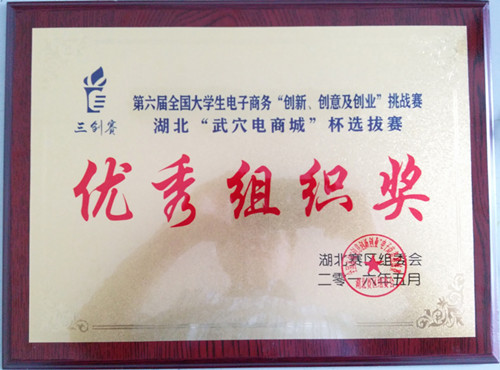 第六届全国大学生电子商务“创新、创意及创业”挑战赛
三创赛
湖北“武穴电商城”杯选拔赛
优秀组织奖
湖北赛区组委会
二零一六年五月